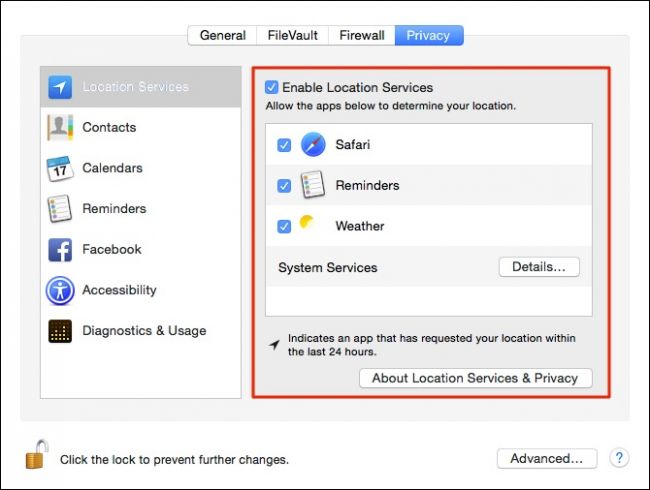 General FileVault Firewall Privacy
Location Services
Contacts
17
Calendars
Reminders
Facebook
Accessibility
Diagnostics & Usage
Enable Location Services
Allow the apps below to determine your location.
Safari
Reminders
Weather
System Services Details...
Indicates an app that has requested your location within
the last 24 hours.
About Location Services & Privacy
Click the lock to prevent further changes.
Advanced... ?